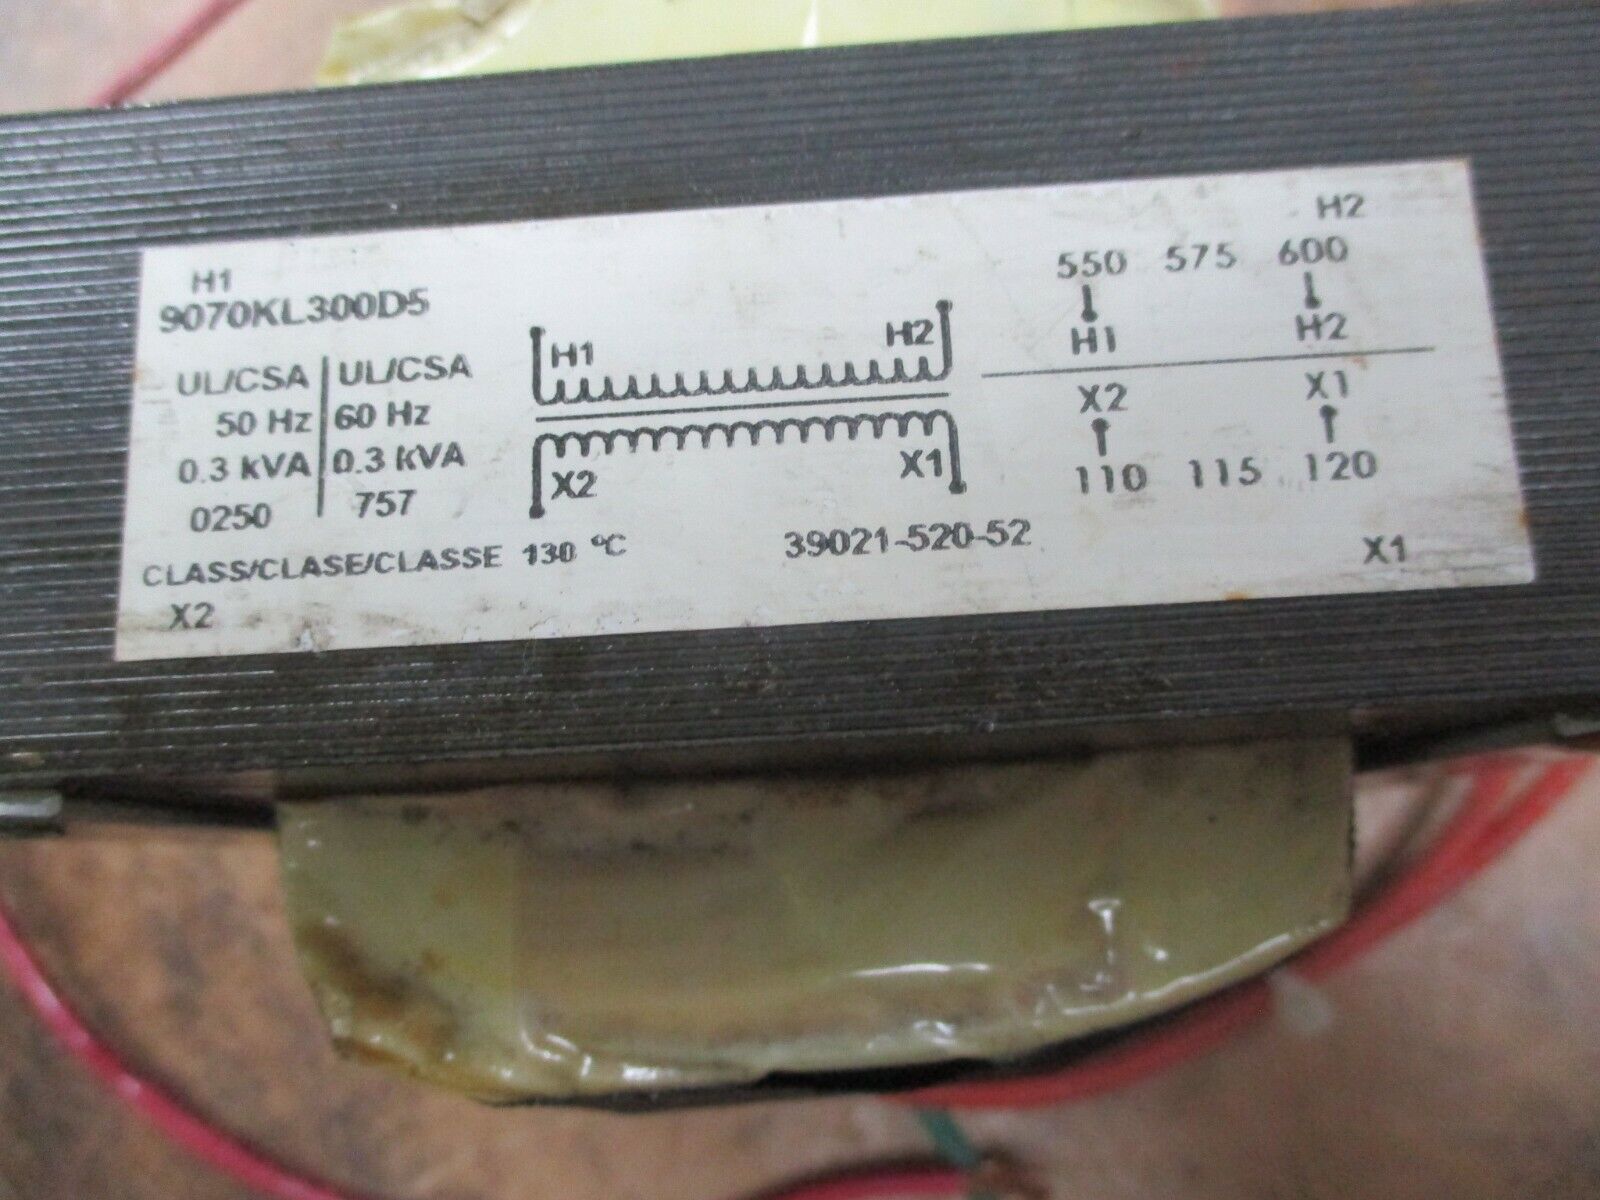 H1
9070KL300D5
UL/CSA UL/CSA
50 Hz 60 Hz
0.3 kVA 0.3 kVA
0250 757
CLASS/CLASE/CLASSE 130 °C
X2
H1 H2
X2 X1
39021-520-52
H2
550 575 600
H1 H2
X2 X1
110 115 120
X1